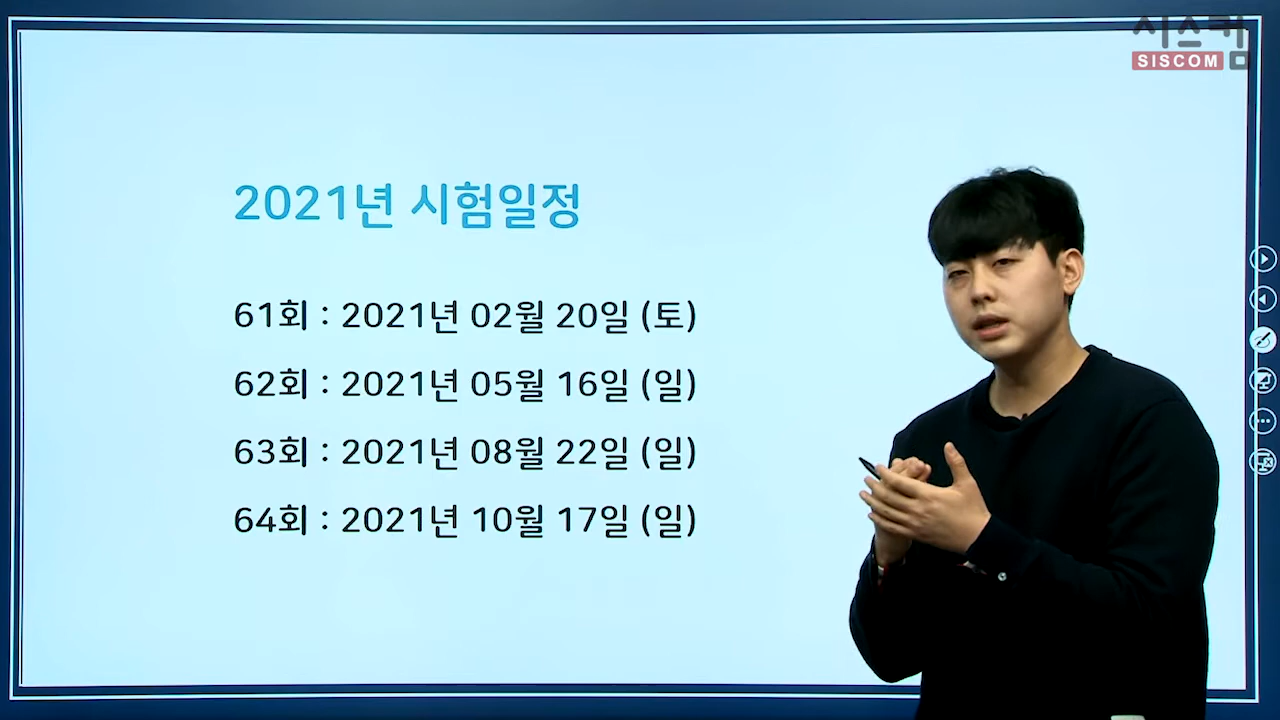 시스컴
SISCOM
2021년 시험일정
61회 : 2021년 02월 20일 (토)
62회 : 2021년 05월 16일 (일)
63회 : 2021년 08월 22일 (일)
64회 : 2021년 10월 17일 (일)